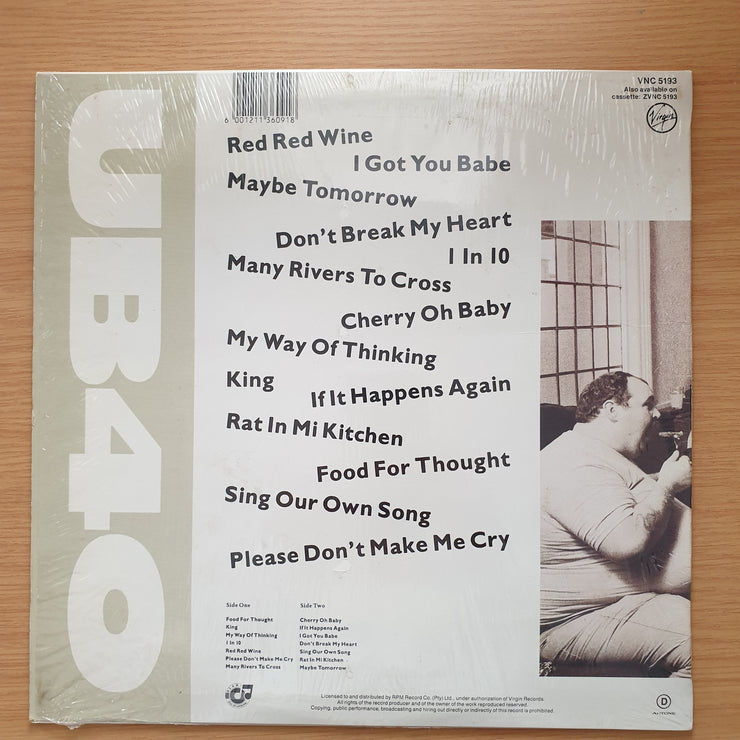 UB40
6 001211 360918
VNC 5193
Also available on
cassette: ZVNC 5193
Virgin
Red Red Wine
I Got You Babe
Maybe Tomorrow
Don't Break My Heart
1 In 10
Many Rivers To Cross
Cherry Oh Baby
My Way Of Thinking
King
If It Happens Again
Rat In Mi Kitchen
Food For Thought
Sing Our Own Song
Please Don't Make Me Cry
Side One
Food For Thought
King
My Way Of Thinking
1 In 10
Red Red Wine
Please Don't Make Me Cry
Many Rivers To Cross
Side Two
Cherry Oh Baby
If It Happens Again
I Got You Babe
Don't Break My Heart
Sing Our Own Song
Rat In Mi Kitchen
Maybe Tomorrow
Licensed to and distributed by RPM Record Co. (Pty) Ltd., under authorization of Virgin Records.
All rights of the record producer and of the owner of the work reproduced reserved.
Copying, public performance, broadcasting and hiring out directly or indirectly of this record is prohibited.
D